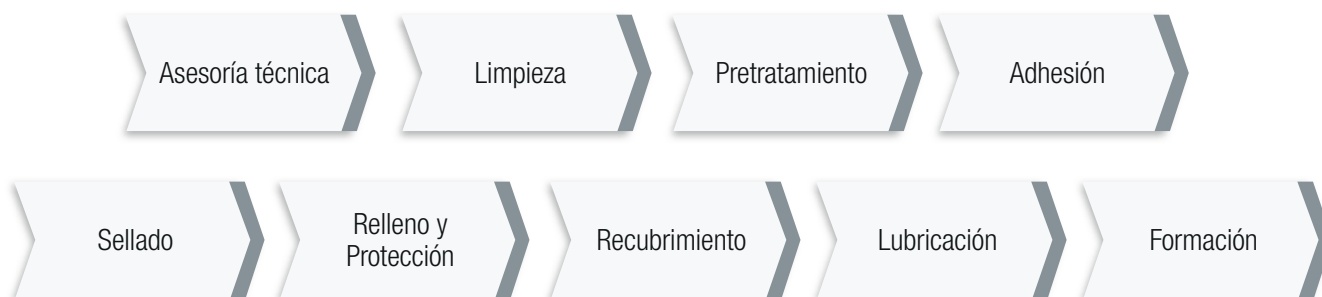 Asesoría técnica
Limpieza
Pretratamiento
Adhesión
Sellado
Relleno y
Protección
Recubrimiento
Lubricación
Formación